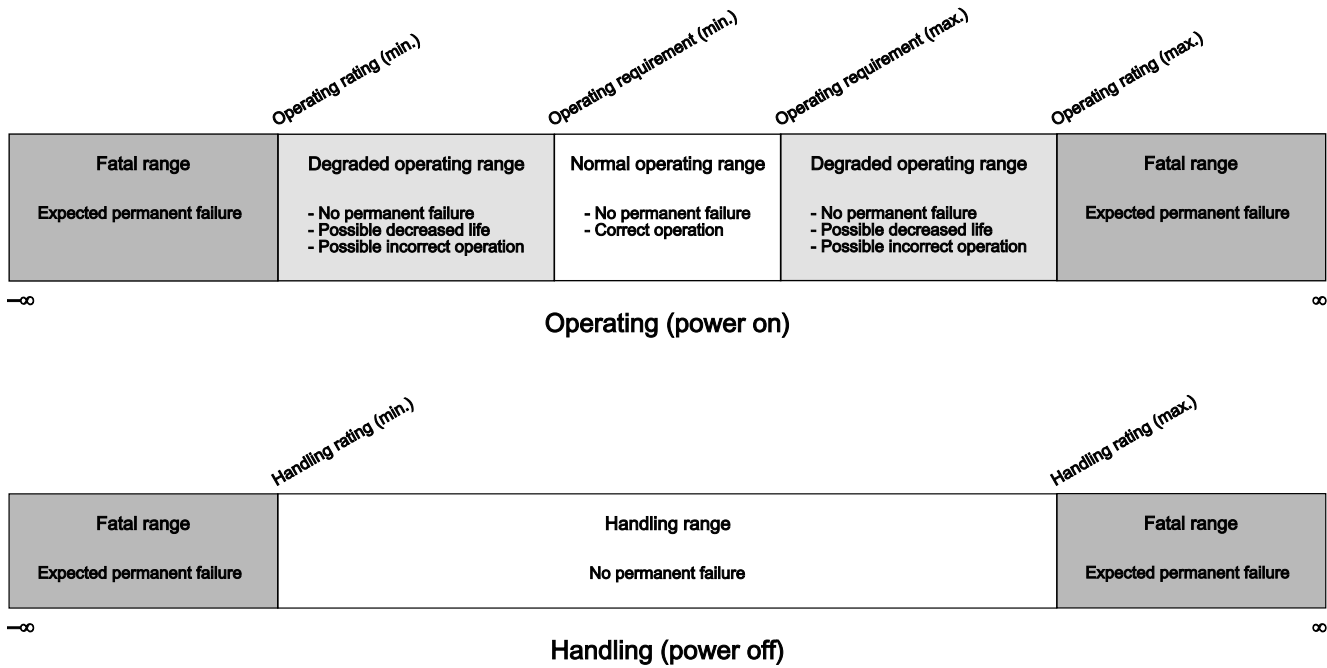 Operating rating (min.)
Operating requirement (min.)
Operating requirement (max.)
Operating rating (max.)
Fatal range
Degraded operating range
Normal operating range
Degraded operating range
Fatal range
Expected permanent failure
- No permanent failure
- Possible decreased life
- Possible incorrect operation
- No permanent failure
- Correct operation
- No permanent failure
- Possible decreased life
- Possible incorrect operation
Expected permanent failure
–∞
∞
Operating (power on)
Handling rating (min.)
Handling rating (max.)
Fatal range
Handling range
Fatal range
Expected permanent failure
No permanent failure
Expected permanent failure
–∞
∞
Handling (power off)